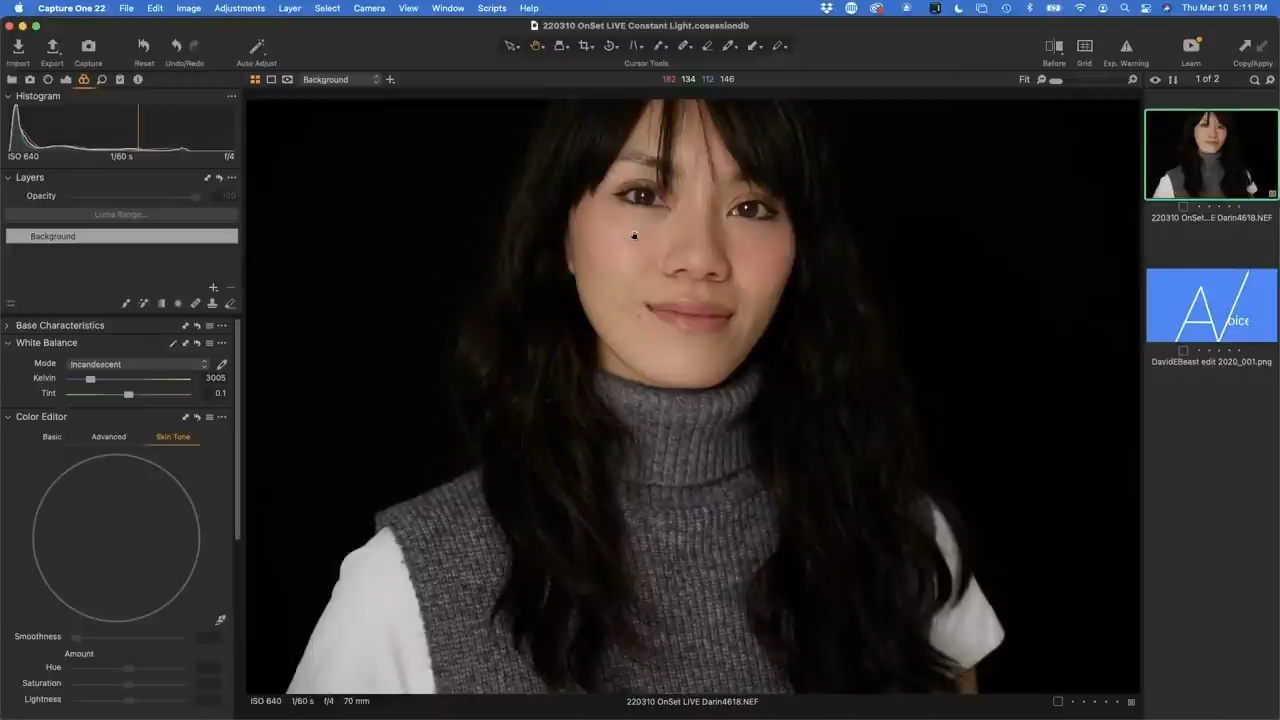 Capture One 22 File Edit Image Adjustments Layer Select Camera View Window Scripts Help Thu Mar 10 5:11 PM
220310 OnSet LIVE Constant Light.cosessiondb
Import Export Capture Reset Undo/Redo Auto Adjust Cursor Tools Before Grid Exp. Warning Learn Copy/Apply
Background 182 134 112 146 Fit 1 of 2
Histogram
ISO 640 1/60 s f/4
Layers
Opacity 100
Luma Range...
Background
Base Characteristics
White Balance
Mode Incandescent
Kelvin 3005
Tint 0.1
Color Editor
Basic Advanced Skin Tone
Smoothness
Amount
Hue
Saturation
Lightness
220310 OnSet...E Darin4618.NEF
AVoice
DavidEBeast edit 2020_001.png
ISO 640 1/60 s f/4 70 mm 220310 OnSet LIVE Darin4618.NEF